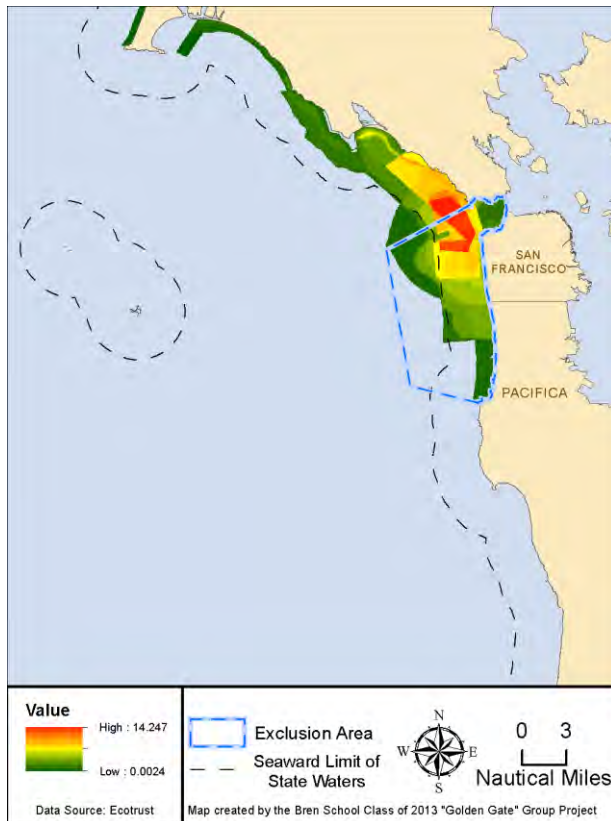 SAN
FRANCISCO
PACIFICA
Value
High : 14.247
Low : 0.0024
Data Source: Ecotrust
Exclusion Area
Seaward Limit of
State Waters
N
W E
S
0 3
Nautical Miles
Map created by the Bren School Class of 2013 "Golden Gate" Group Project